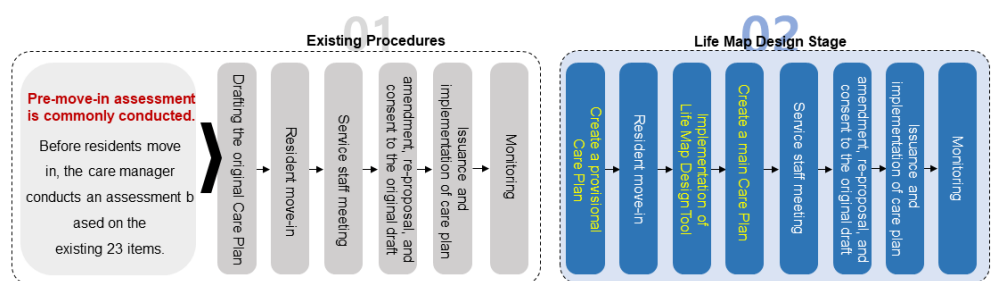 01
Existing Procedures
Pre-move-in assessment
is commonly conducted.
Before residents move
in, the care manager
conducts an assessment b
ased on the
existing 23 items.
Drafting the original Care Plan
Resident move-in
Service staff meeting
amendment, re-proposal, and
consent to the original draft
Issuance and
implementation of care plan
Monitoring
02
Life Map Design Stage
Create a provisional
Care Plan
Resident move-in
Implementation of
Life Map Design Tool
Create a main Care Plan
Service staff meeting
amendment, re-proposal, and
consent to the original draft
Issuance and
implementation of care plan
Monitoring